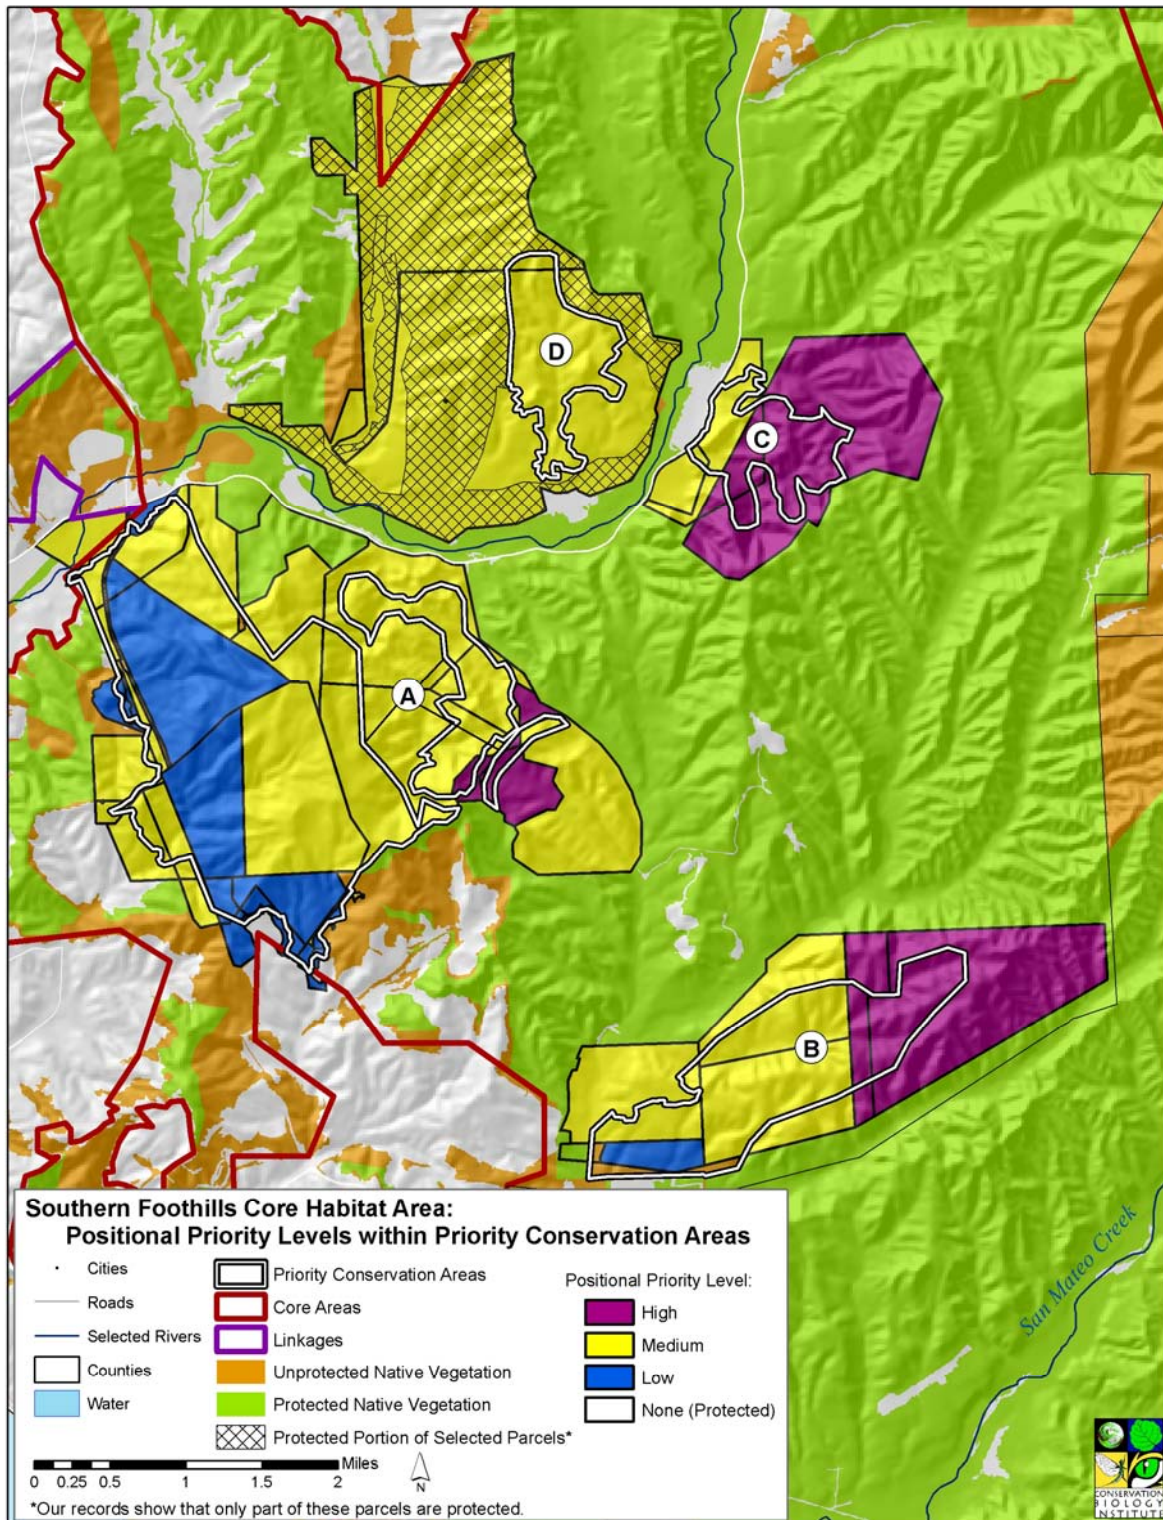 D
C
A
B
San Mateo Creek
Southern Foothills Core Habitat Area:
Positional Priority Levels within Priority Conservation Areas
Cities
Roads
Selected Rivers
Counties
Water
Priority Conservation Areas
Core Areas
Linkages
Unprotected Native Vegetation
Protected Native Vegetation
Protected Portion of Selected Parcels*
Positional Priority Level:
High
Medium
Low
None (Protected)
Miles
0 0.25 0.5 1 1.5 2
N
*Our records show that only part of these parcels are protected.
CONSERVATION
BIOLOGY
INSTITUTE